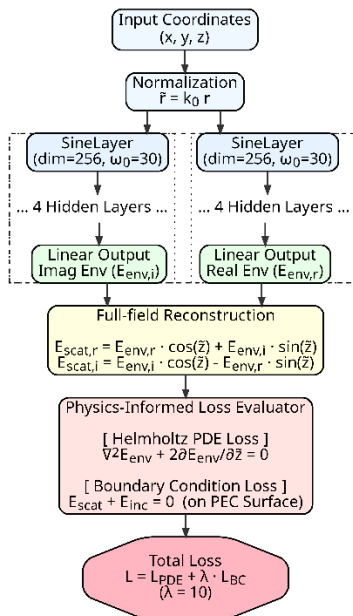 Input Coordinates
(x, y, z)
Normalization
r̃ = k₀ r
SineLayer
(dim=256, ω₀=30)
SineLayer
(dim=256, ω₀=30)
... 4 Hidden Layers ...
... 4 Hidden Layers ...
Linear Output
Imag Env (E_env,i)
Linear Output
Real Env (E_env,r)
Full-field Reconstruction
E_scat,r = E_env,r · cos(z̃) + E_env,i · sin(z̃)
E_scat,i = E_env,i · cos(z̃) - E_env,r · sin(z̃)
Physics-Informed Loss Evaluator
[ Helmholtz PDE Loss ]
∇²E_env + 2∂E_env/∂z̃ = 0
[ Boundary Condition Loss ]
E_scat + E_inc = 0 (on PEC Surface)
Total Loss
L = L_PDE + λ · L_BC
(λ = 10)